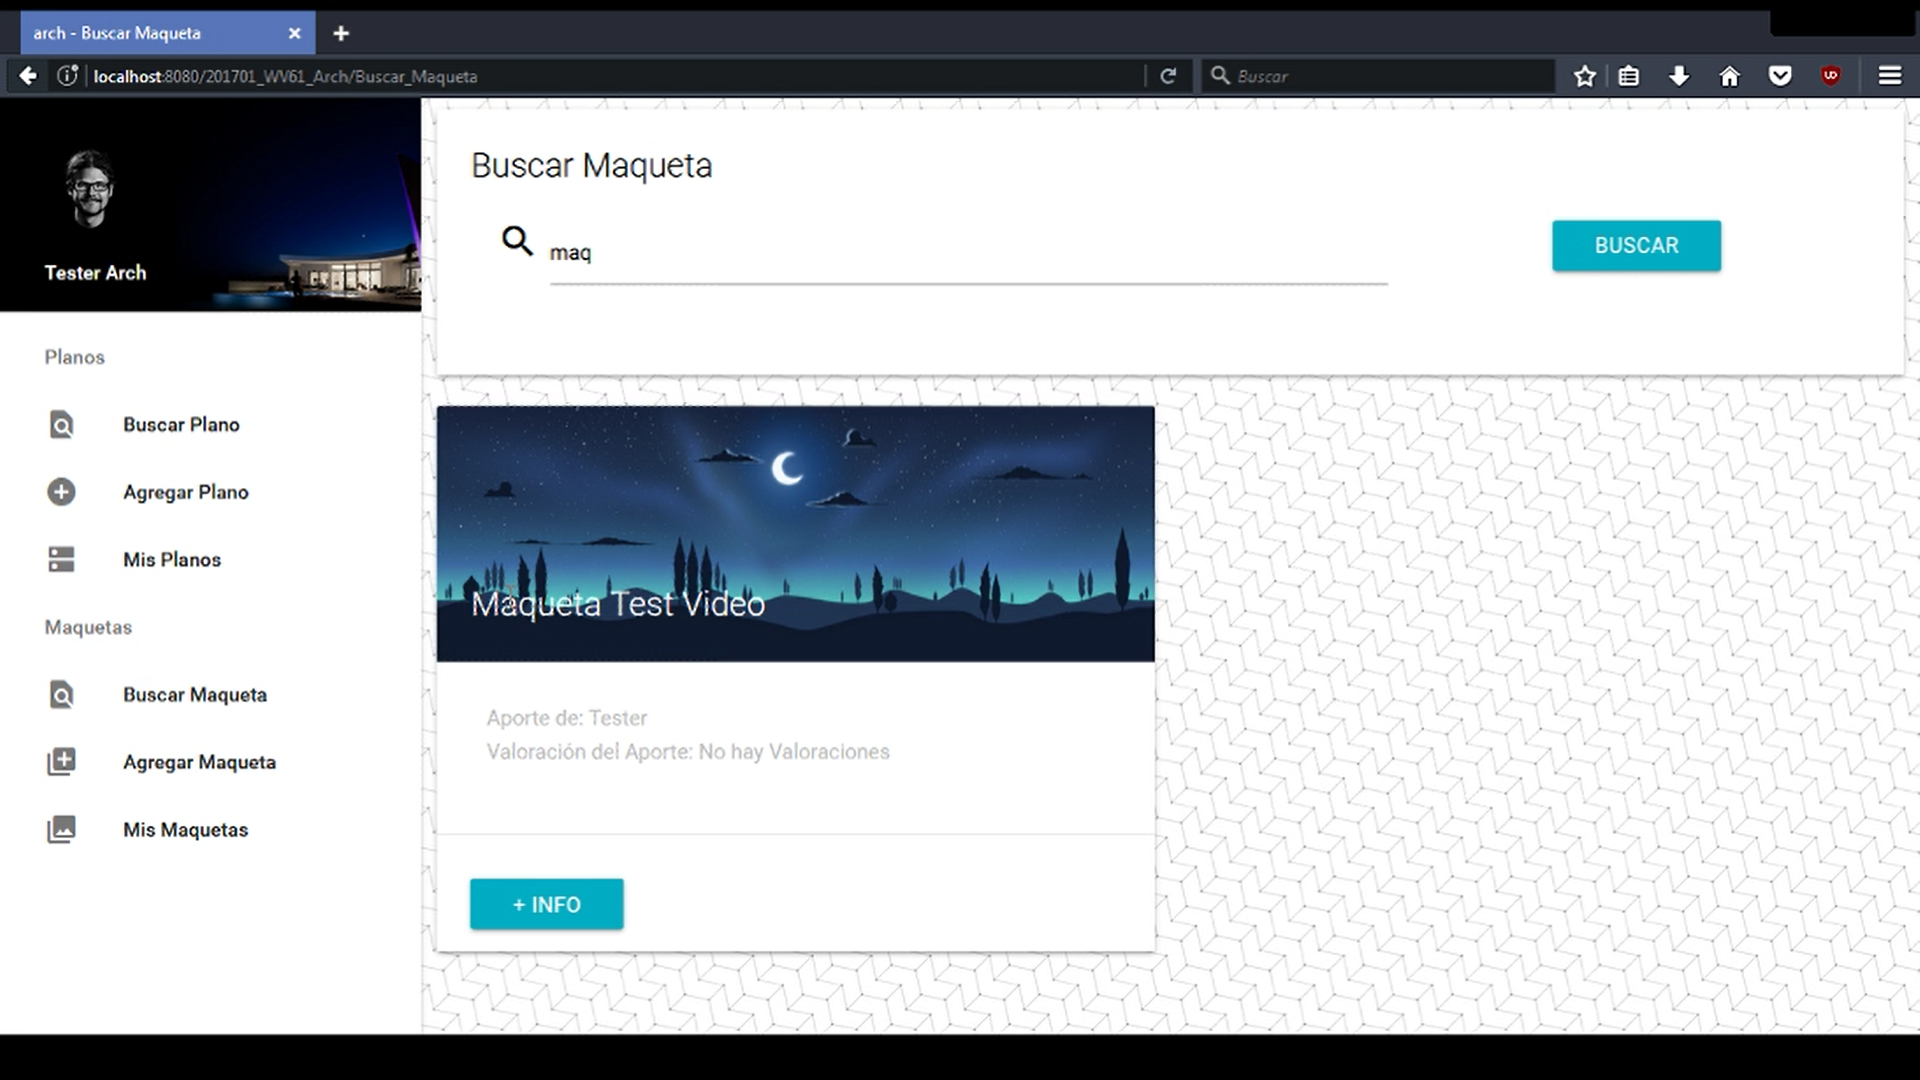 arch - Buscar Maqueta
localhost:8080/201701_WV61_Arch/Buscar_Maqueta
Buscar
Tester Arch
Planos
Buscar Plano
Agregar Plano
Mis Planos
Maquetas
Buscar Maqueta
Agregar Maqueta
Mis Maquetas
Buscar Maqueta
maq
BUSCAR
Maqueta Test Video
Aporte de: Tester
Valoración del Aporte: No hay Valoraciones
+ INFO